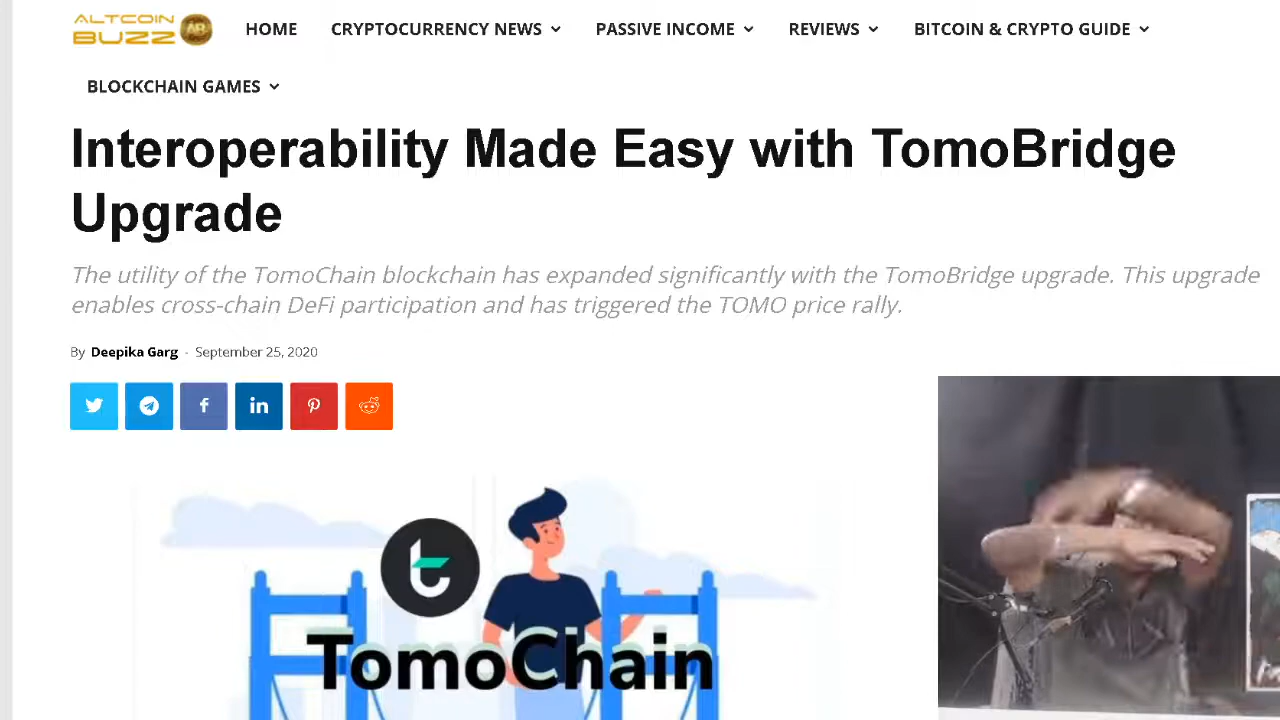 ALTCOIN
BUZZ AB
HOME
CRYPTOCURRENCY NEWS
PASSIVE INCOME
REVIEWS
BITCOIN & CRYPTO GUIDE
BLOCKCHAIN GAMES
Interoperability Made Easy with TomoBridge
Upgrade
The utility of the TomoChain blockchain has expanded significantly with the TomoBridge upgrade. This upgrade
enables cross-chain DeFi participation and has triggered the TOMO price rally.
By Deepika Garg - September 25, 2020
TomoChain